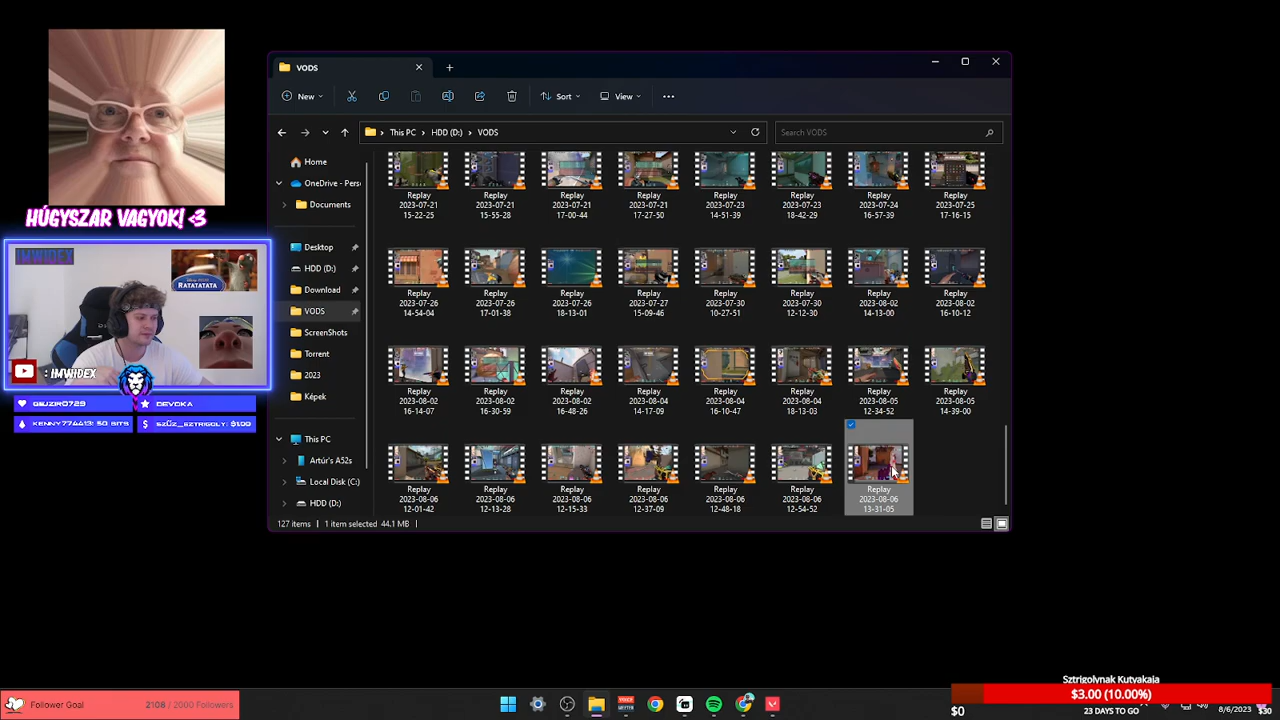 VODS
New
Sort
View
This PC
HDD (D:)
VODS
Search VODS
Home
OneDrive - Pers
Documents
Desktop
HDD (D:)
Download
VODS
ScreenShots
Torrent
2023
Képek
This PC
Artúr's A52s
Local Disk (C:)
HDD (D:)
Replay 2023-07-21 15-22-25
Replay 2023-07-21 15-55-28
Replay 2023-07-21 17-00-44
Replay 2023-07-21 17-27-50
Replay 2023-07-23 14-51-39
Replay 2023-07-23 18-42-29
Replay 2023-07-24 16-57-39
Replay 2023-07-25 17-16-15
Replay 2023-07-26 14-54-04
Replay 2023-07-26 17-01-38
Replay 2023-07-26 18-13-01
Replay 2023-07-27 15-09-46
Replay 2023-07-30 10-27-51
Replay 2023-07-30 12-12-30
Replay 2023-08-02 14-13-00
Replay 2023-08-02 16-10-12
Replay 2023-08-02 16-14-07
Replay 2023-08-02 16-30-59
Replay 2023-08-02 16-48-26
Replay 2023-08-04 14-17-09
Replay 2023-08-04 16-10-47
Replay 2023-08-04 18-13-03
Replay 2023-08-05 12-34-52
Replay 2023-08-05 14-39-00
Replay 2023-08-06 12-01-42
Replay 2023-08-06 12-13-28
Replay 2023-08-06 12-15-33
Replay 2023-08-06 12-37-09
Replay 2023-08-06 12-48-18
Replay 2023-08-06 12-54-52
Replay 2023-08-06 13-31-05
127 items
1 item selected 44.1 MB
HÚGYSZAR VAGYOK! <3
IMWIDEX
RATATATATA
: IMWIDEX
DEVOKA
KENNY774413: 50 BITS
SZŰZ_SZTRIGOLY: $1.00
Follower Goal
2108 / 2000 Followers
Sztrigolynak Kutyakaja
$3.00 (10.00%)
$0
23 DAYS TO GO
8/6/2023
$30